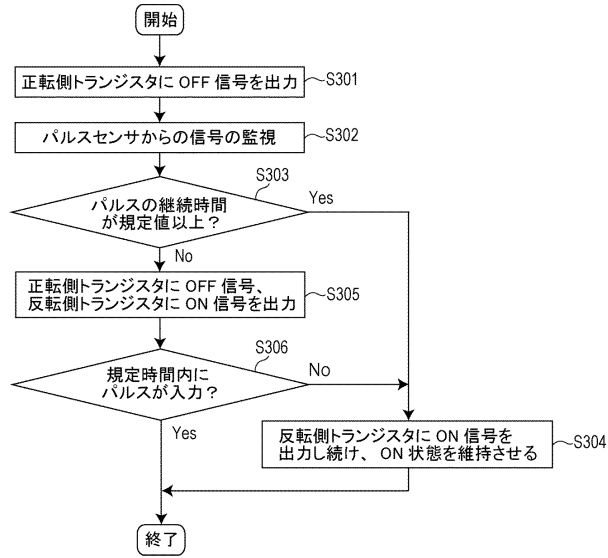 開始
正転側トランジスタに OFF 信号を出力
S301
パルスセンサからの信号の監視
S302
S303
パルスの継続時間
が規定値以上？
Yes
No
正転側トランジスタに OFF 信号、
反転側トランジスタに ON 信号を出力
S305
S306
規定時間内に
パルスが入力？
No
Yes
反転側トランジスタに ON 信号を
出力し続け、 ON 状態を維持させる
S304
終了